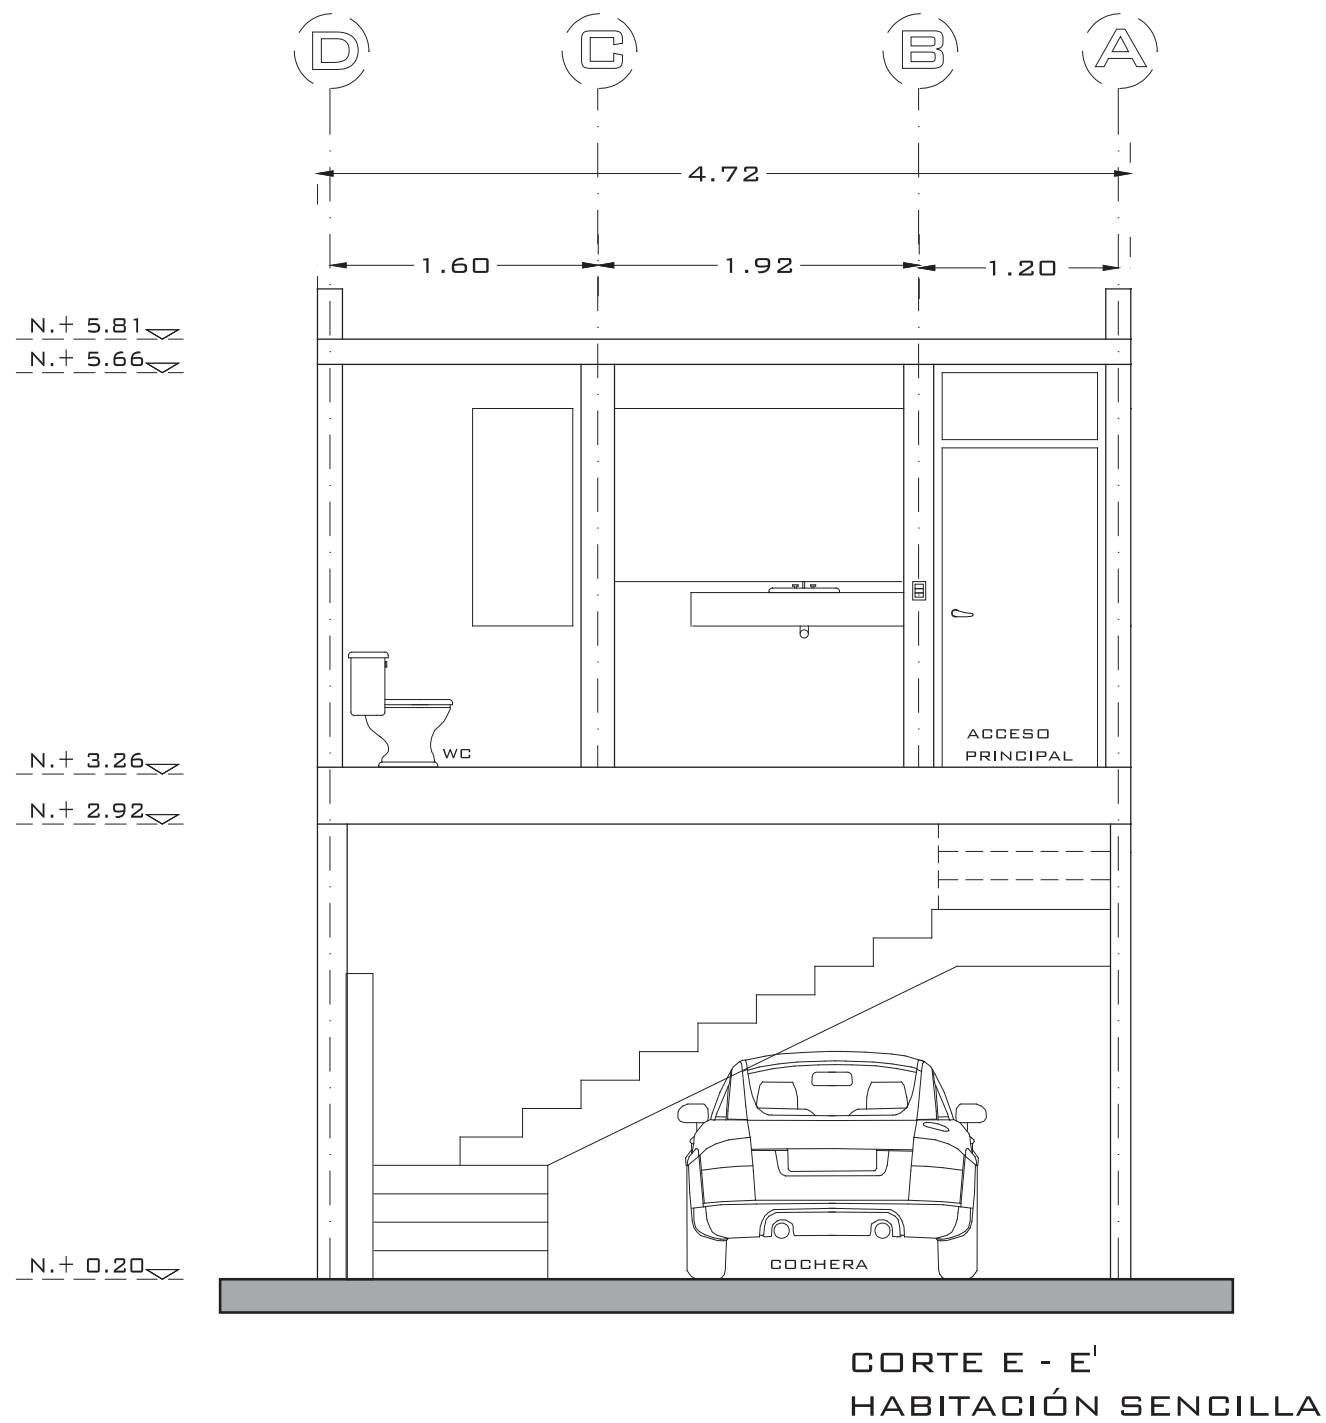 D C B A
4.72
1.60 1.92 1.20
N.+ 5.81
N.+ 5.66
ACCESO
PRINCIPAL
WC
N.+ 3.26
N.+ 2.92
N.+ 0.20
COCHERA
CORTE E - E'
HABITACIÓN SENCILLA